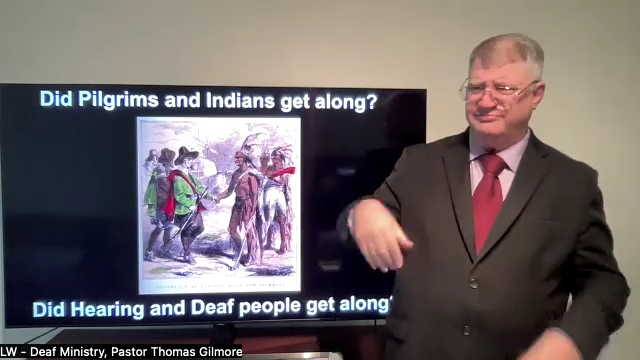 Did Pilgrims and Indians get along?
Did Hearing and Deaf people get along?
LW - Deaf Ministry, Pastor Thomas Gilmore